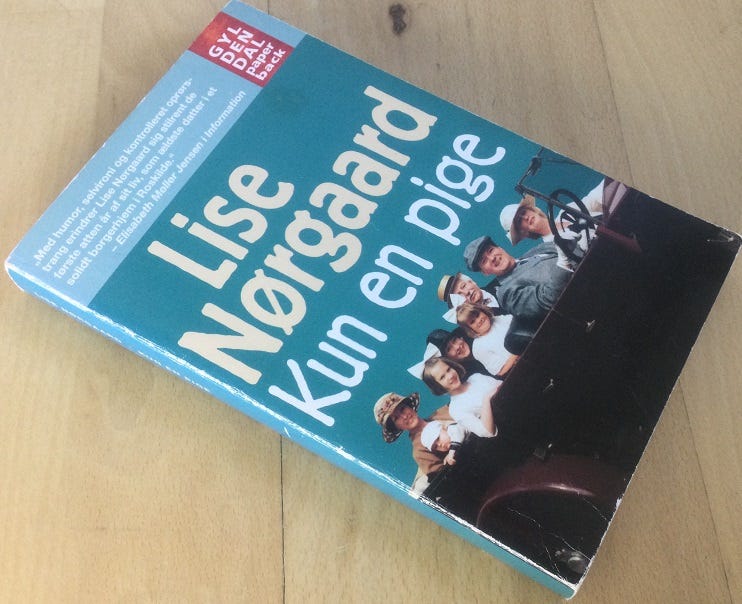 GYL
DEN
DAL
paper
back
„Med humor, selvironi og kontrolleret oprørs-
trang erindrer Lise Nørgaard sig stilrent de
første atten år af sit liv, som ældste datter i et
solidt borgerhjem i Roskilde.“
– Elisabeth Møller Jensen i Information
Lise
Nørgaard
Kun en pige